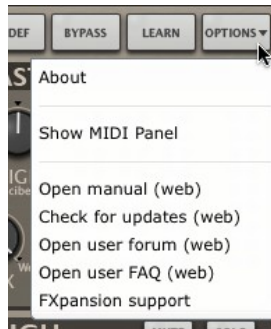 DEF BYPASS LEARN OPTIONS
About
Show MIDI Panel
Open manual (web)
Check for updates (web)
Open user forum (web)
Open user FAQ (web)
FXpansion support